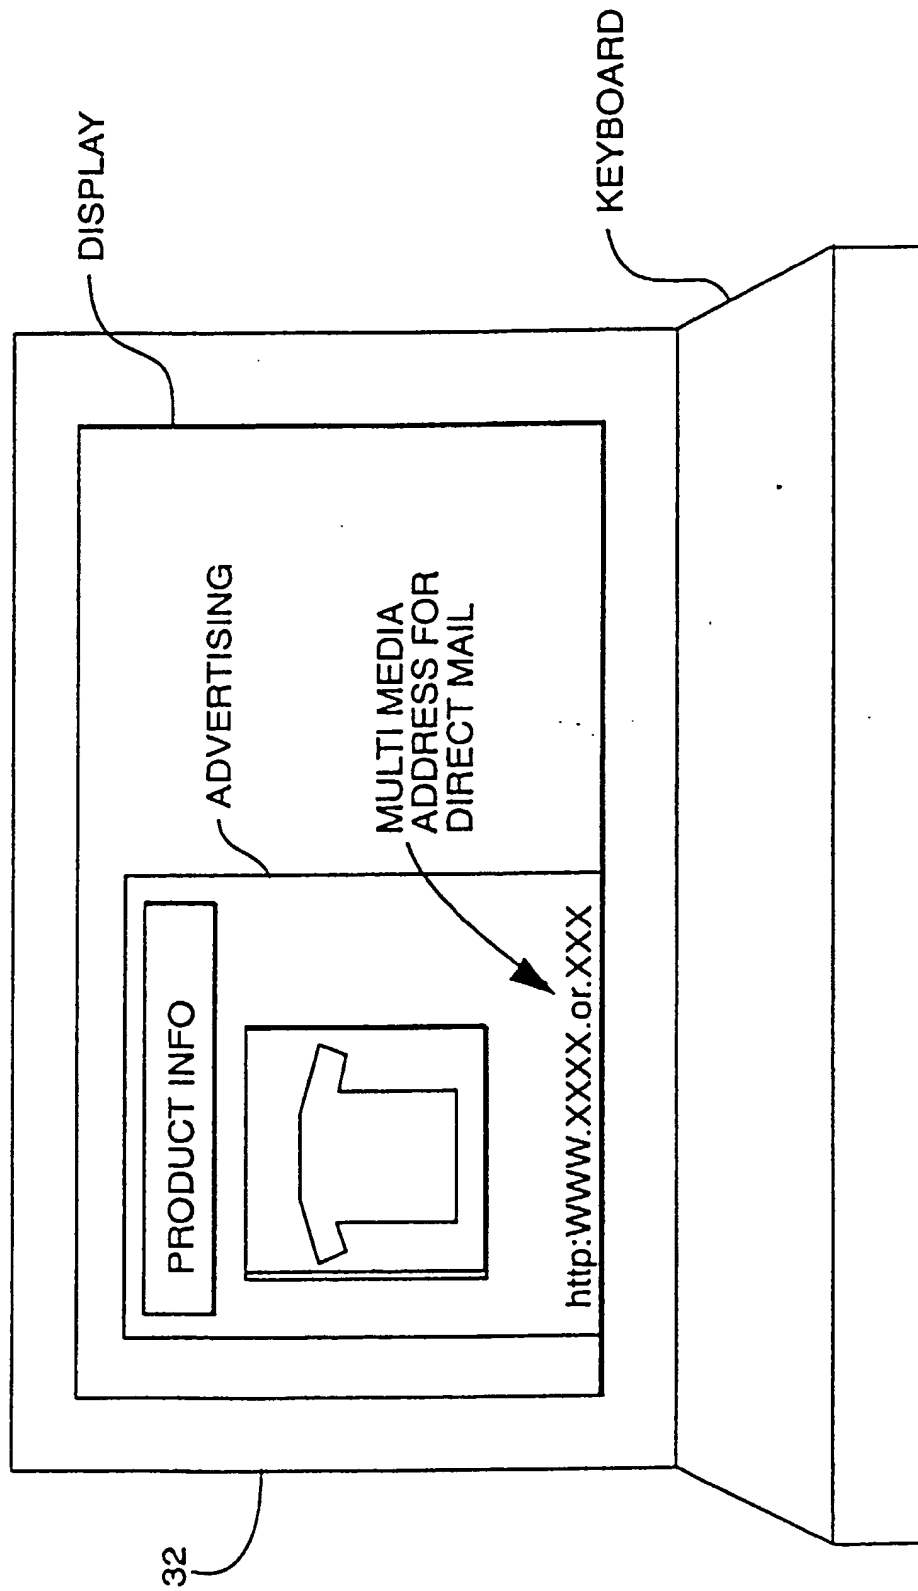 DISPLAY
KEYBOARD
ADVERTISING
MULTI MEDIA
ADDRESS FOR
DIRECT MAIL
PRODUCT INFO
http:WWW.XXXX.or.XXX
32